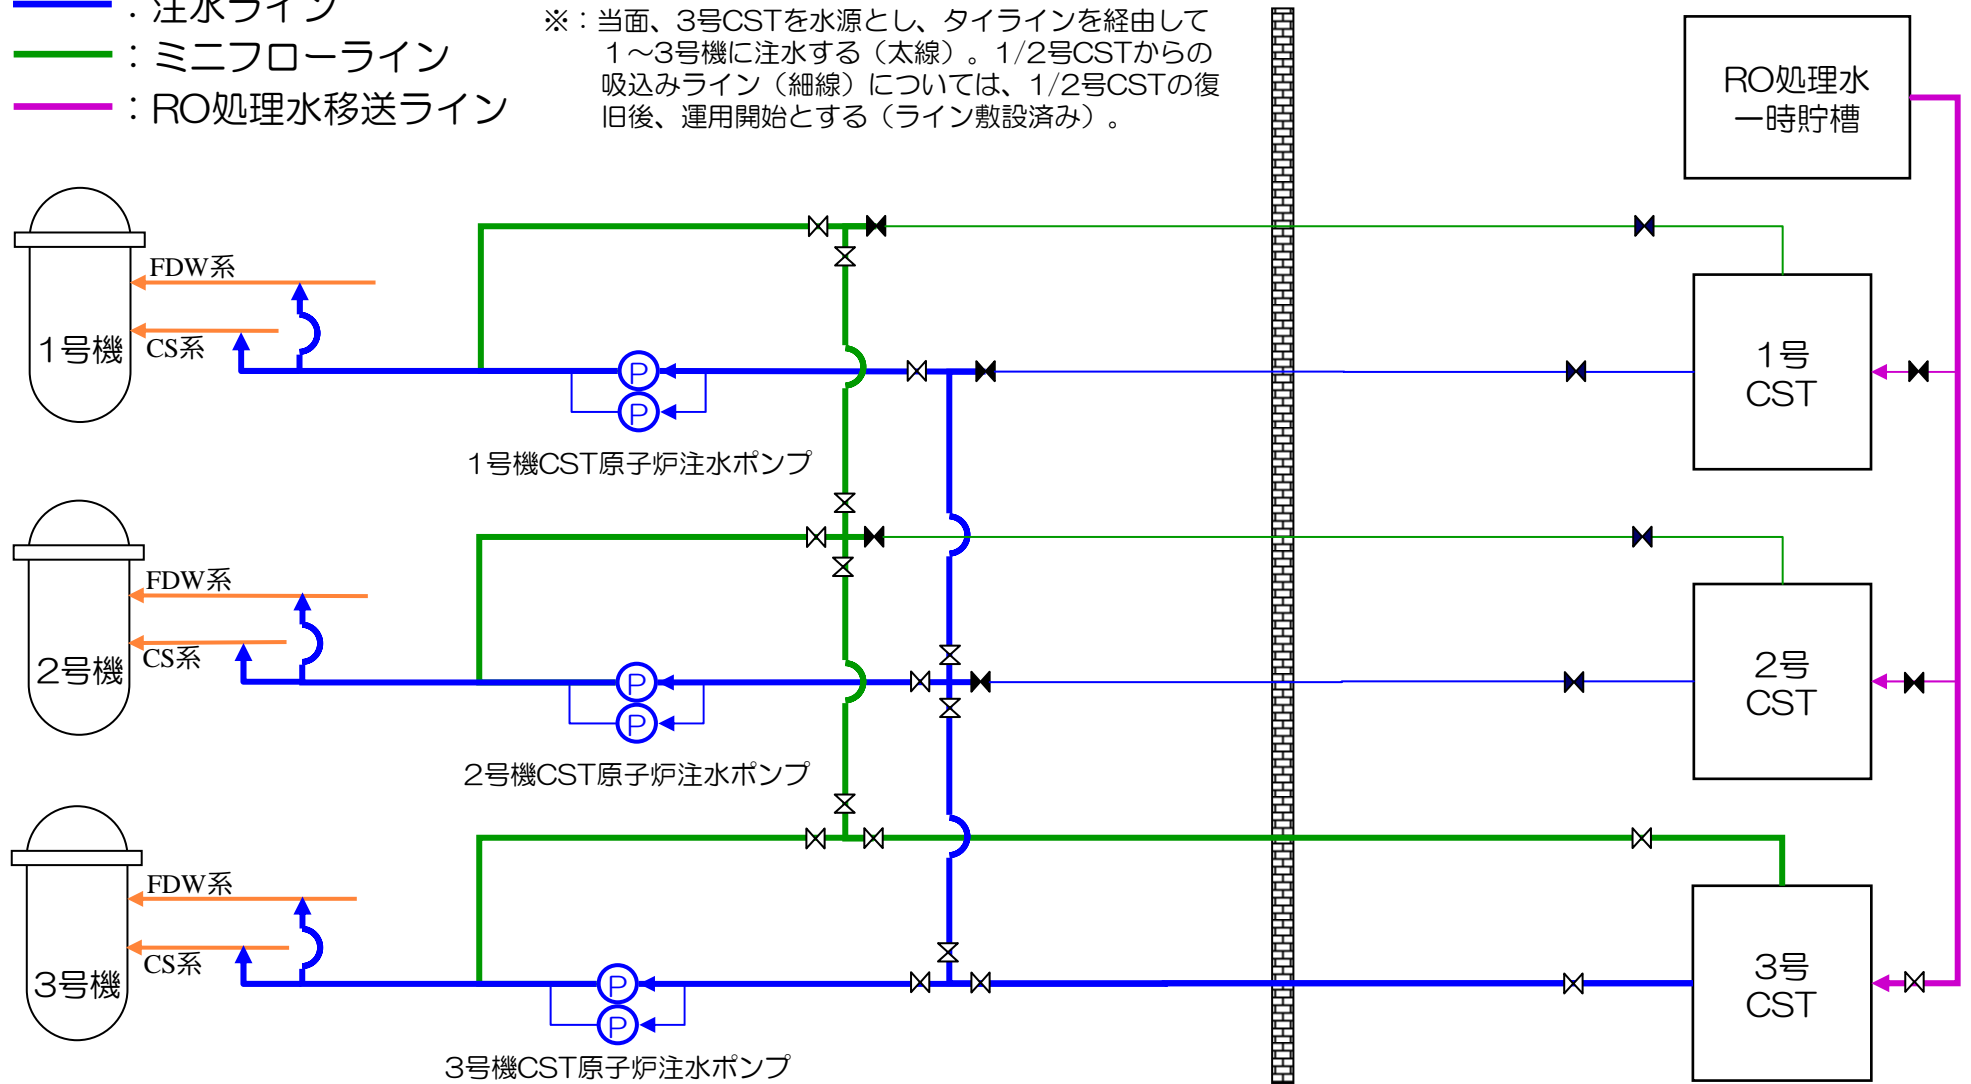 ：注水ライン
：ミニフローライン
：RO処理水移送ライン
※：当面、3号CSTを水源とし、タイラインを経由して
1～3号機に注水する（太線）。1/2号CSTからの
吸込みライン（細線）については、1/2号CSTの復
旧後、運用開始とする（ライン敷設済み）。
RO処理水
一時貯槽
FDW系
CS系
1号機
P
P
1号機CST原子炉注水ポンプ
1号
CST
FDW系
CS系
2号機
P
P
2号機CST原子炉注水ポンプ
2号
CST
FDW系
CS系
3号機
P
P
3号機CST原子炉注水ポンプ
3号
CST